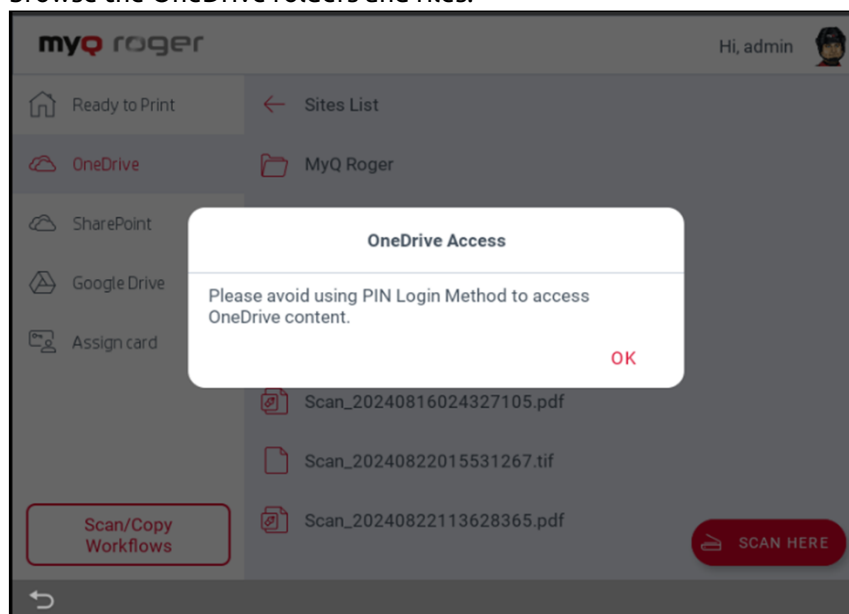 browse the OneDrive folders and files.
myQ roger
Hi, admin
Ready to Print
Sites List
OneDrive
MyQ Roger
SharePoint
OneDrive Access
Google Drive
Please avoid using PIN Login Method to access
OneDrive content.
Assign card
OK
Scan_20240816024327105.pdf
Scan_20240822015531267.tif
Scan/Copy
Workflows
Scan_20240822113628365.pdf
SCAN HERE